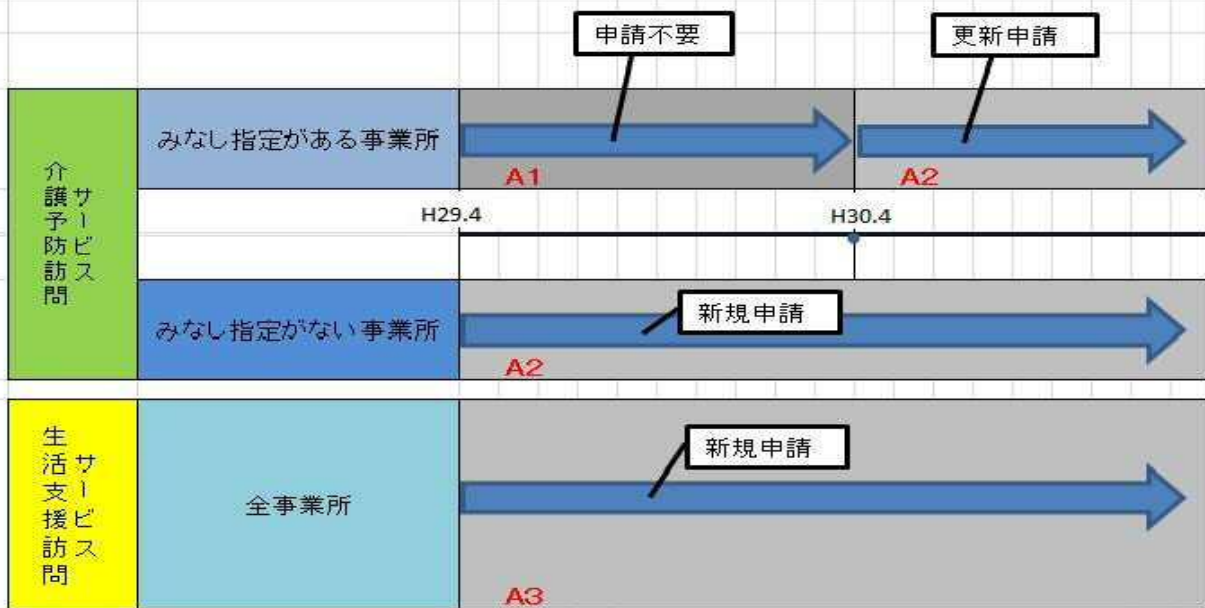 申請不要
更新申請
介護予防訪問
サービス
みなし指定がある事業所
A1
A2
H29.4
H30.4
みなし指定がない事業所
新規申請
A2
生活支援訪問
サービス
全事業所
新規申請
A3